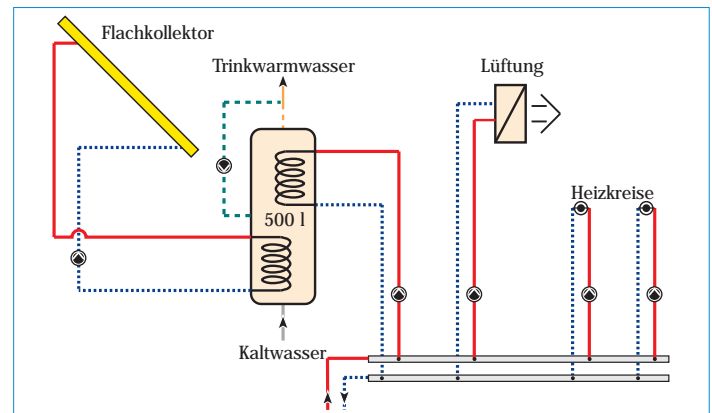 Flachkollektor
Trinkwarmwasser
Lüftung
Heizkreise
500 l
Kaltwasser